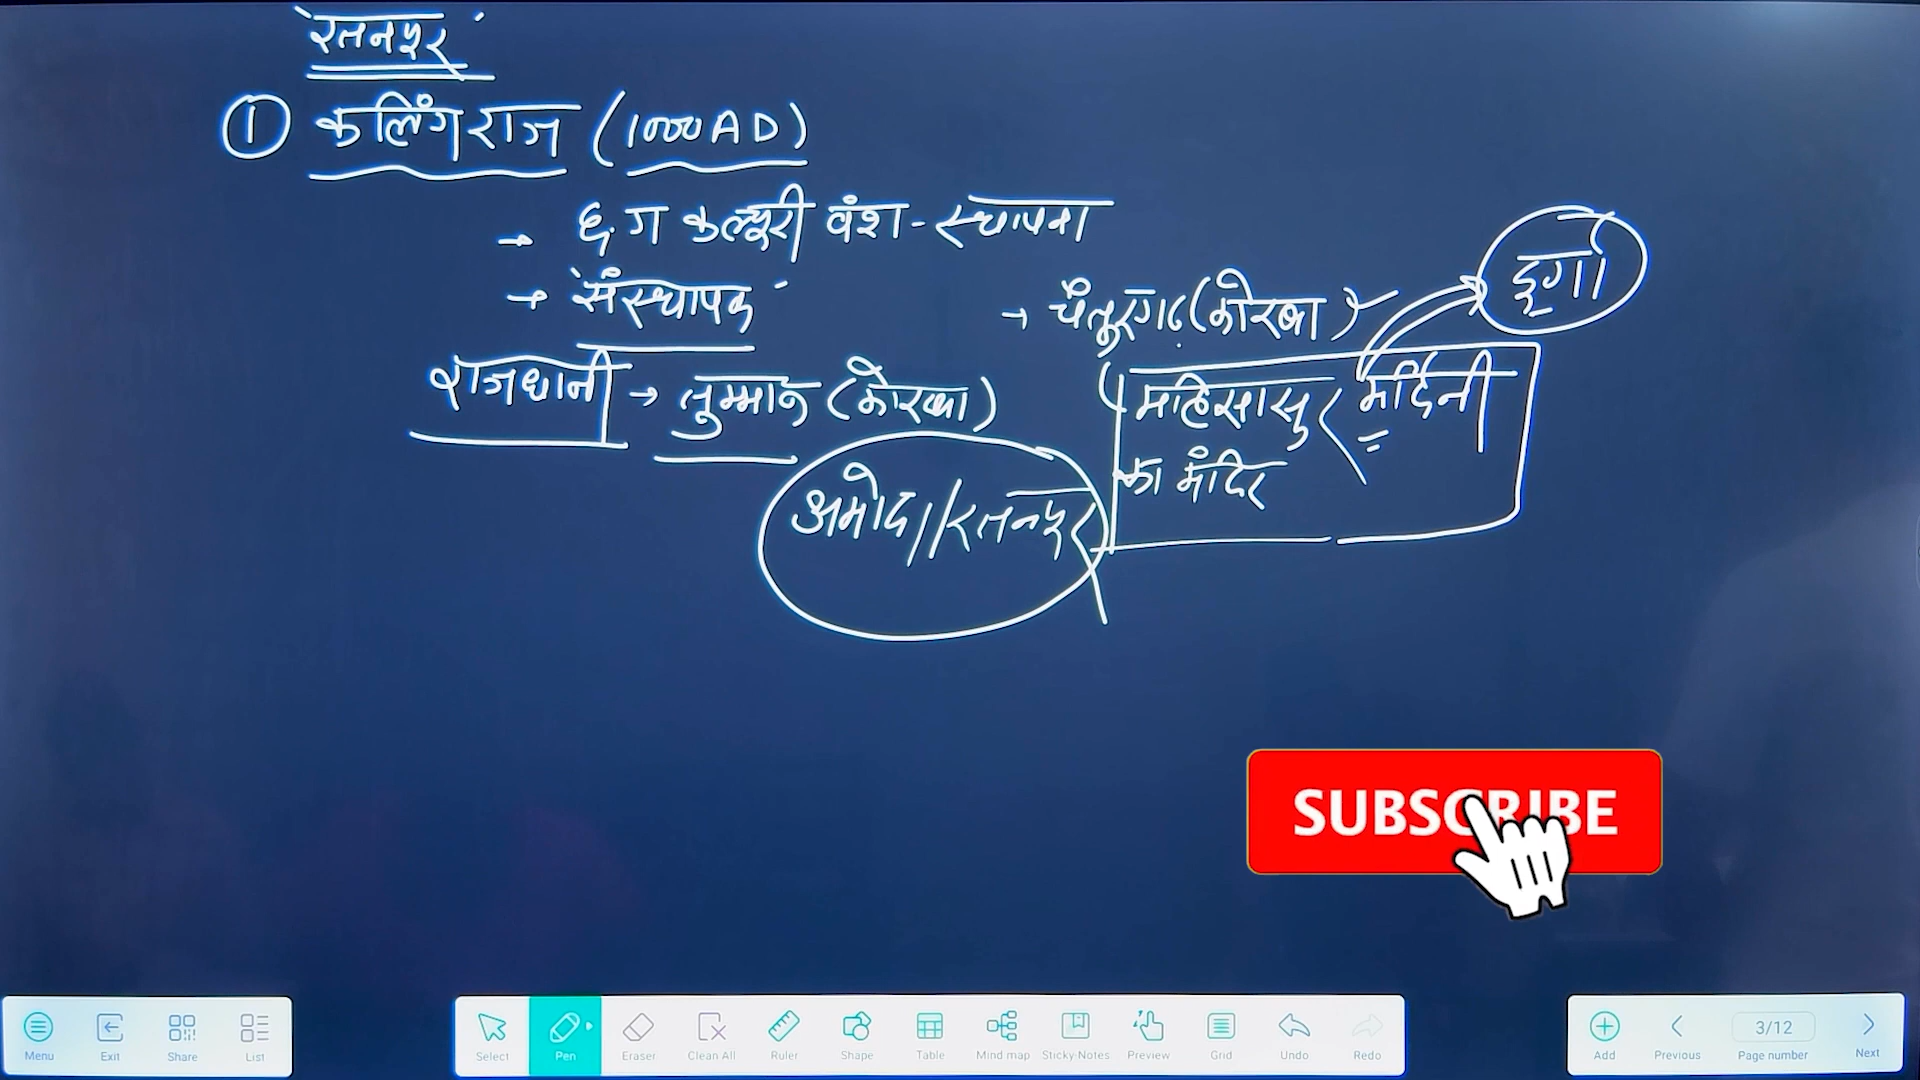 रतनपुर
① कलिंगराज (1000AD)
→ छ.ग कल्चुरी वंश - स्थापना
→ संस्थापक
→ चैतुरगढ़ (कोरबा)
दुर्गा
राजधानी → तुम्मान (कोरबा)
महिसासुर मर्दिनी
का मंदिर
अमोदा//रतनपुर
SUBSCRIBE
Menu Exit Share List
Select Pen Eraser Clean All Ruler Shape Table Mind map Sticky Notes Preview Grid Undo Redo
Add Previous 3/12 Page number Next